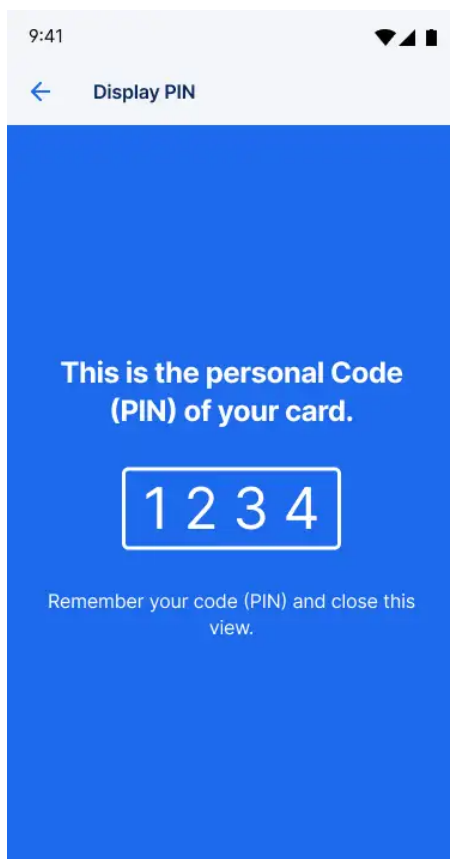 9:41
Display PIN
This is the personal Code
(PIN) of your card.
1 2 3 4
Remember your code (PIN) and close this
view.